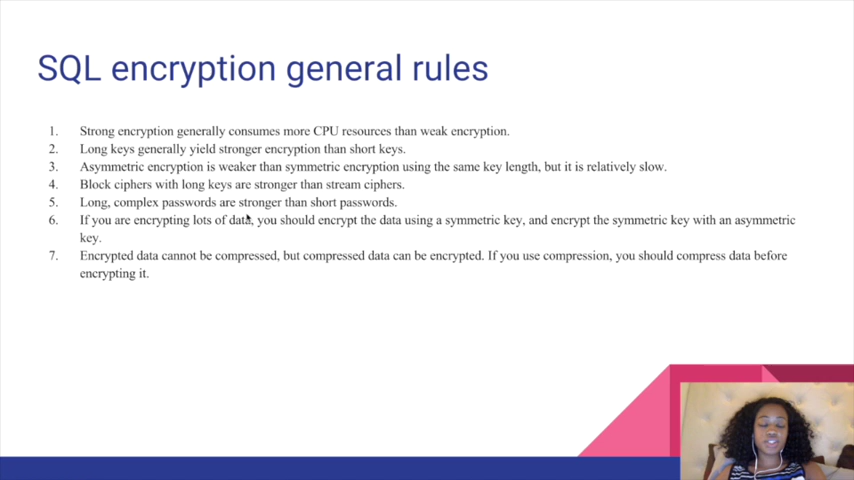 SQL encryption general rules
1. Strong encryption generally consumes more CPU resources than weak encryption.
2. Long keys generally yield stronger encryption than short keys.
3. Asymmetric encryption is weaker than symmetric encryption using the same key length, but it is relatively slow.
4. Block ciphers with long keys are stronger than stream ciphers.
5. Long, complex passwords are stronger than short passwords.
6. If you are encrypting lots of data, you should encrypt the data using a symmetric key, and encrypt the symmetric key with an asymmetric
key.
7. Encrypted data cannot be compressed, but compressed data can be encrypted. If you use compression, you should compress data before
encrypting it.